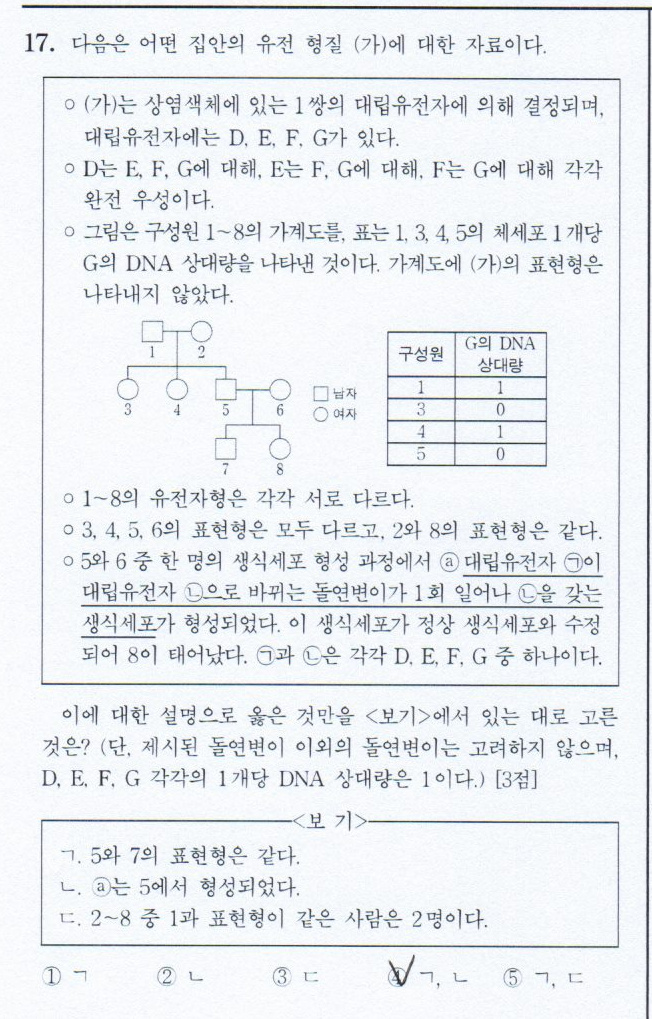 17. 다음은 어떤 집안의 유전 형질 (가)에 대한 자료이다.
○ (가)는 상염색체에 있는 1쌍의 대립유전자에 의해 결정되며,
대립유전자에는 D, E, F, G가 있다.
○ D는 E, F, G에 대해, E는 F, G에 대해, F는 G에 대해 각각
완전 우성이다.
○ 그림은 구성원 1~8의 가계도를, 표는 1, 3, 4, 5의 체세포 1개당
G의 DNA 상대량을 나타낸 것이다. 가계도에 (가)의 표현형은
나타내지 않았다.
1 2
3 4 5 6
7 8
□ 남자
○ 여자
구성원 G의 DNA 상대량
1 1
3 0
4 1
5 0
○ 1~8의 유전자형은 각각 서로 다르다.
○ 3, 4, 5, 6의 표현형은 모두 다르고, 2와 8의 표현형은 같다.
○ 5와 6 중 한 명의 생식세포 형성 과정에서 ⓐ 대립유전자 ㉠이
대립유전자 ㉡으로 바뀌는 돌연변이가 1회 일어나 ㉡을 갖는
생식세포가 형성되었다. 이 생식세포가 정상 생식세포와 수정
되어 8이 태어났다. ㉠과 ㉡은 각각 D, E, F, G 중 하나이다.
이에 대한 설명으로 옳은 것만을 <보기>에서 있는 대로 고른
것은? (단, 제시된 돌연변이 이외의 돌연변이는 고려하지 않으며,
D, E, F, G 각각의 1개당 DNA 상대량은 1이다.) [3점]
<보 기>
ㄱ. 5와 7의 표현형은 같다.
ㄴ. ⓐ는 5에서 형성되었다.
ㄷ. 2~8 중 1과 표현형이 같은 사람은 2명이다.
① ㄱ ② ㄴ ③ ㄷ ④ ㄱ, ㄴ ⑤ ㄱ, ㄷ